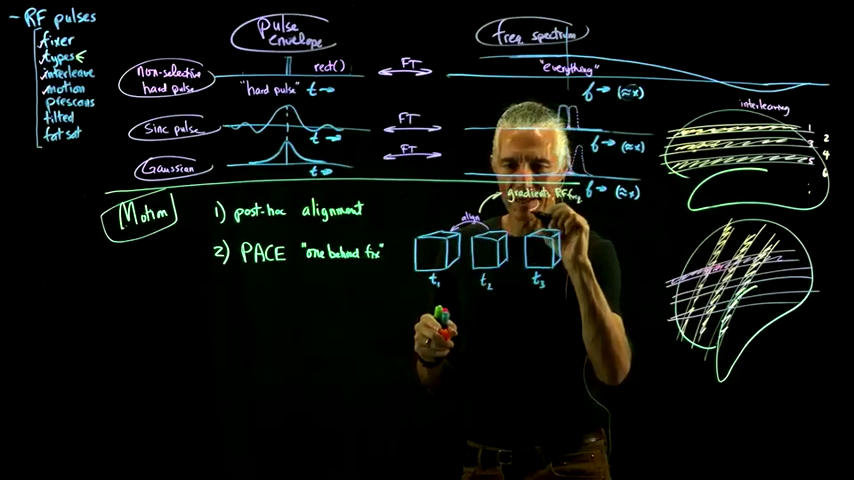 - RF pulses
fixer
types
interleave
motion
prescans
tilted
fat sat
pulse
envelope
freq spectrum
non-selective
hard pulse
rect()
"hard pulse" t →
FT
"everything"
f → (≈x)
Sinc pulse
t →
FT
f → (≈x)
Gaussian
t →
FT
f → (≈x)
interleaving
1
2
3
4
5
6
Motion
1) post-hoc alignment
2) PACE "one behind fix"
gradients, RF freq.
align
t1
t2
t3